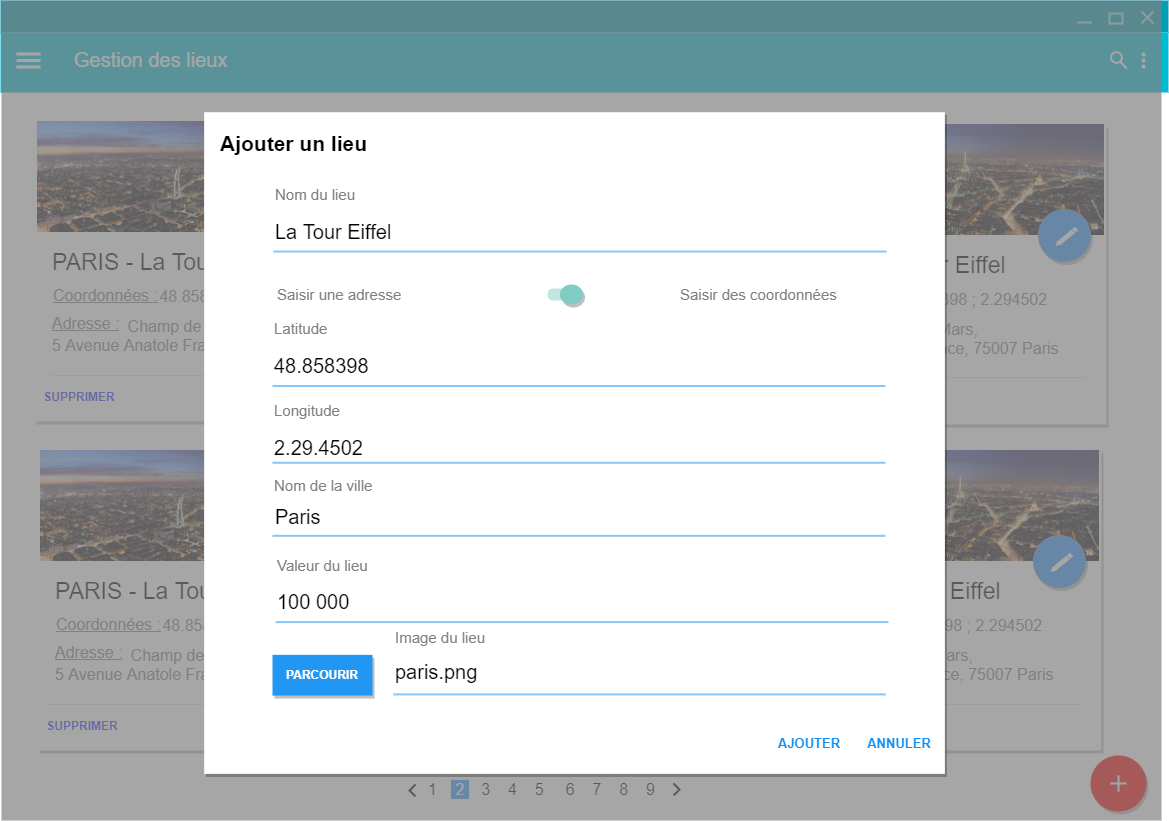 Gestion des lieux
Ajouter un lieu
Nom du lieu
La Tour Eiffel
Saisir une adresse
Saisir des coordonnées
Latitude
48.858398
Longitude
2.29.4502
Nom de la ville
Paris
Valeur du lieu
100 000
Image du lieu
PARCOURIR
paris.png
AJOUTER ANNULER
PARIS - La Tou
Coordonnées : 48.858
Adresse : Champ de
5 Avenue Anatole Fra
SUPPRIMER
r Eiffel
398 ; 2.294502
Mars,
nce, 75007 Paris
PARIS - La Tou
Coordonnées : 48.858
Adresse : Champ de
5 Avenue Anatole Fra
SUPPRIMER
Eiffel
98 ; 2.294502
ars,
ce, 75007 Paris
1 2 3 4 5 6 7 8 9